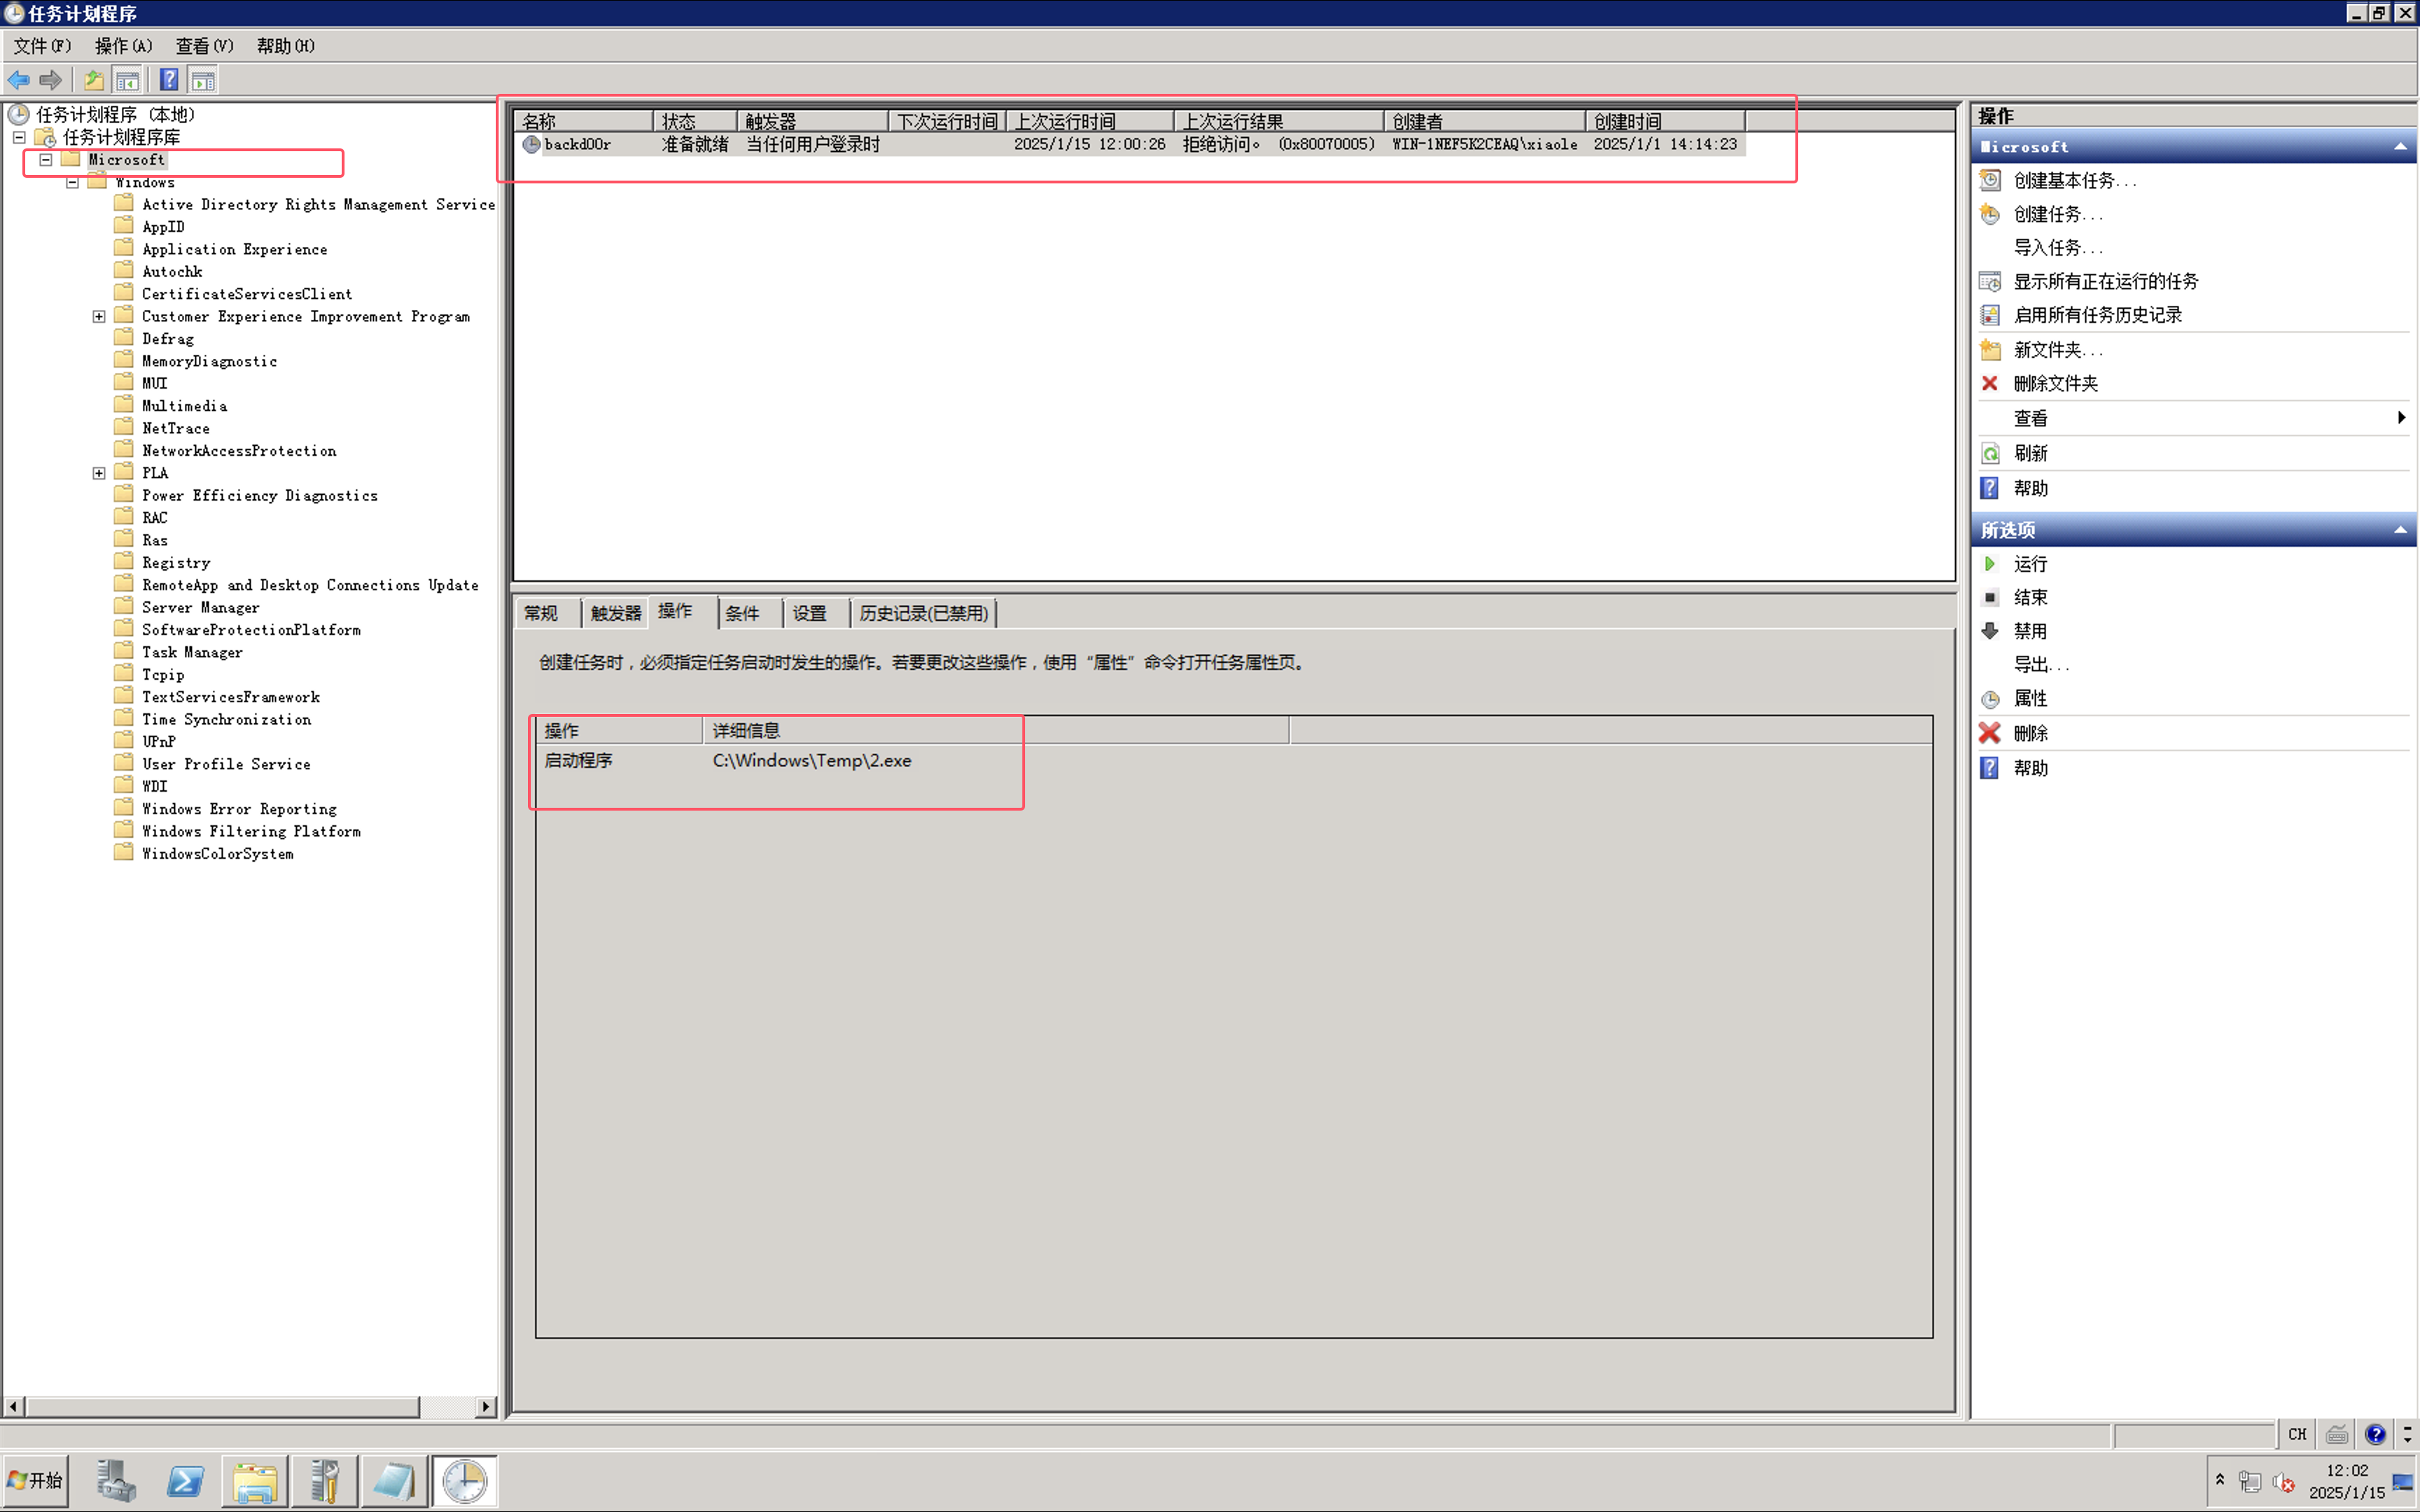 任务计划程序
文件(F) 操作(A) 查看(V) 帮助(H)
任务计划程序 (本地)
任务计划程序库
Microsoft
Windows
Active Directory Rights Management Service
AppID
Application Experience
Autochk
CertificateServicesClient
Customer Experience Improvement Program
Defrag
MemoryDiagnostic
MUI
Multimedia
NetTrace
NetworkAccessProtection
PLA
Power Efficiency Diagnostics
RAC
Ras
Registry
RemoteApp and Desktop Connections Update
Server Manager
SoftwareProtectionPlatform
Task Manager
Tcpip
TextServicesFramework
Time Synchronization
UPnP
User Profile Service
WDI
Windows Error Reporting
Windows Filtering Platform
WindowsColorSystem
名称 状态 触发器 下次运行时间 上次运行时间 上次运行结果 创建者 创建时间
backd00r 准备就绪 当任何用户登录时 2025/1/15 12:00:26 拒绝访问。 (0x80070005) WIN-1NEF5K2CEAQ\xiaole 2025/1/1 14:14:23
常规 触发器 操作 条件 设置 历史记录(已禁用)
创建任务时，必须指定任务启动时发生的操作。若要更改这些操作，使用“属性”命令打开任务属性页。
操作 详细信息
启动程序 C:\Windows\Temp\2.exe
操作
Microsoft
创建基本任务...
创建任务...
导入任务...
显示所有正在运行的任务
启用所有任务历史记录
新文件夹...
删除文件夹
查看
刷新
帮助
所选项
运行
结束
禁用
导出...
属性
删除
帮助
CH
开始
12:02
2025/1/15